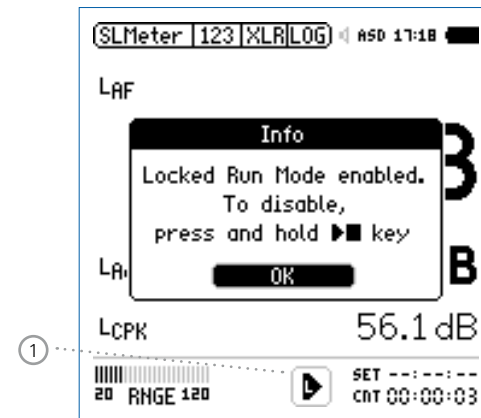 SLMeter 123 XLR LOG ASD 17:18
LAF
3
Info
Locked Run Mode enabled.
To disable,
press and hold ▶■ key
OK
B
LCPK 56.1 dB
1
20 RNGE 120
L
SET --:--:--
CNT 00:00:03